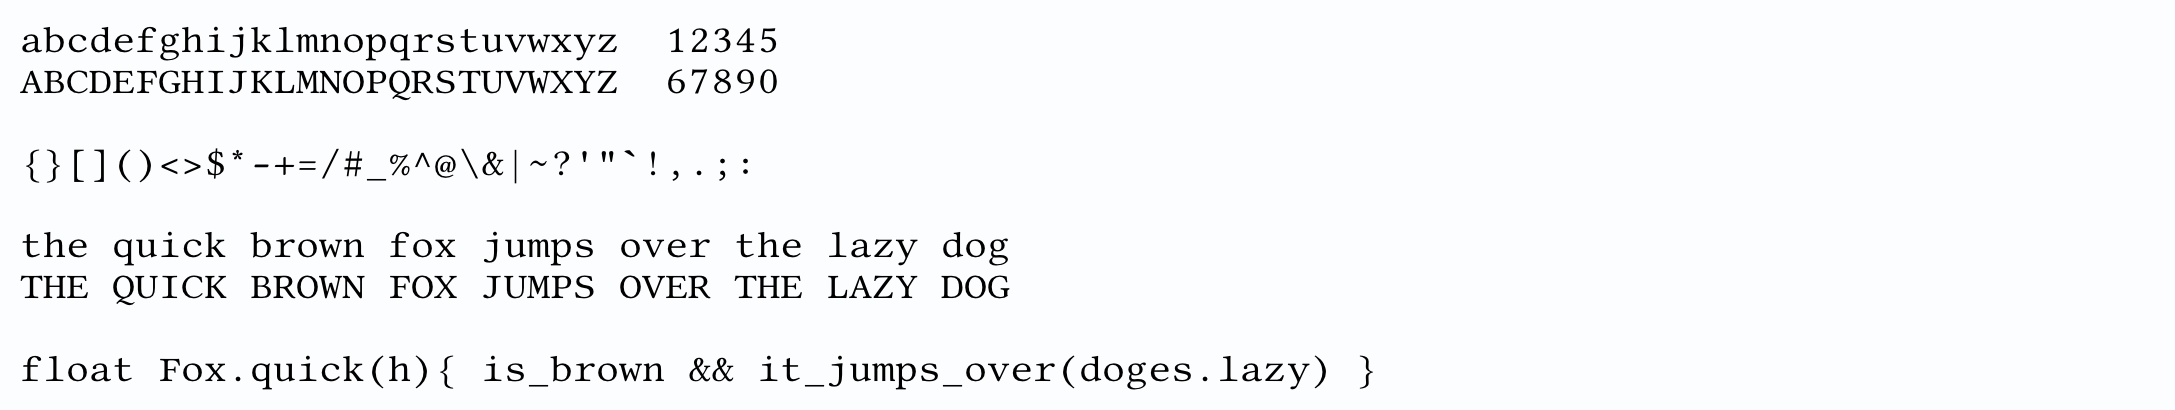 abcdefghijklmnopqrstuvwxyz  12345
ABCDEFGHIJKLMNOPQRSTUVWXYZ  67890
{}[]()<>$*-+=/#_%^@\&|~?'"`!,.;:
the quick brown fox jumps over the lazy dog
THE QUICK BROWN FOX JUMPS OVER THE LAZY DOG
float Fox.quick(h){ is_brown && it_jumps_over(doges.lazy) }